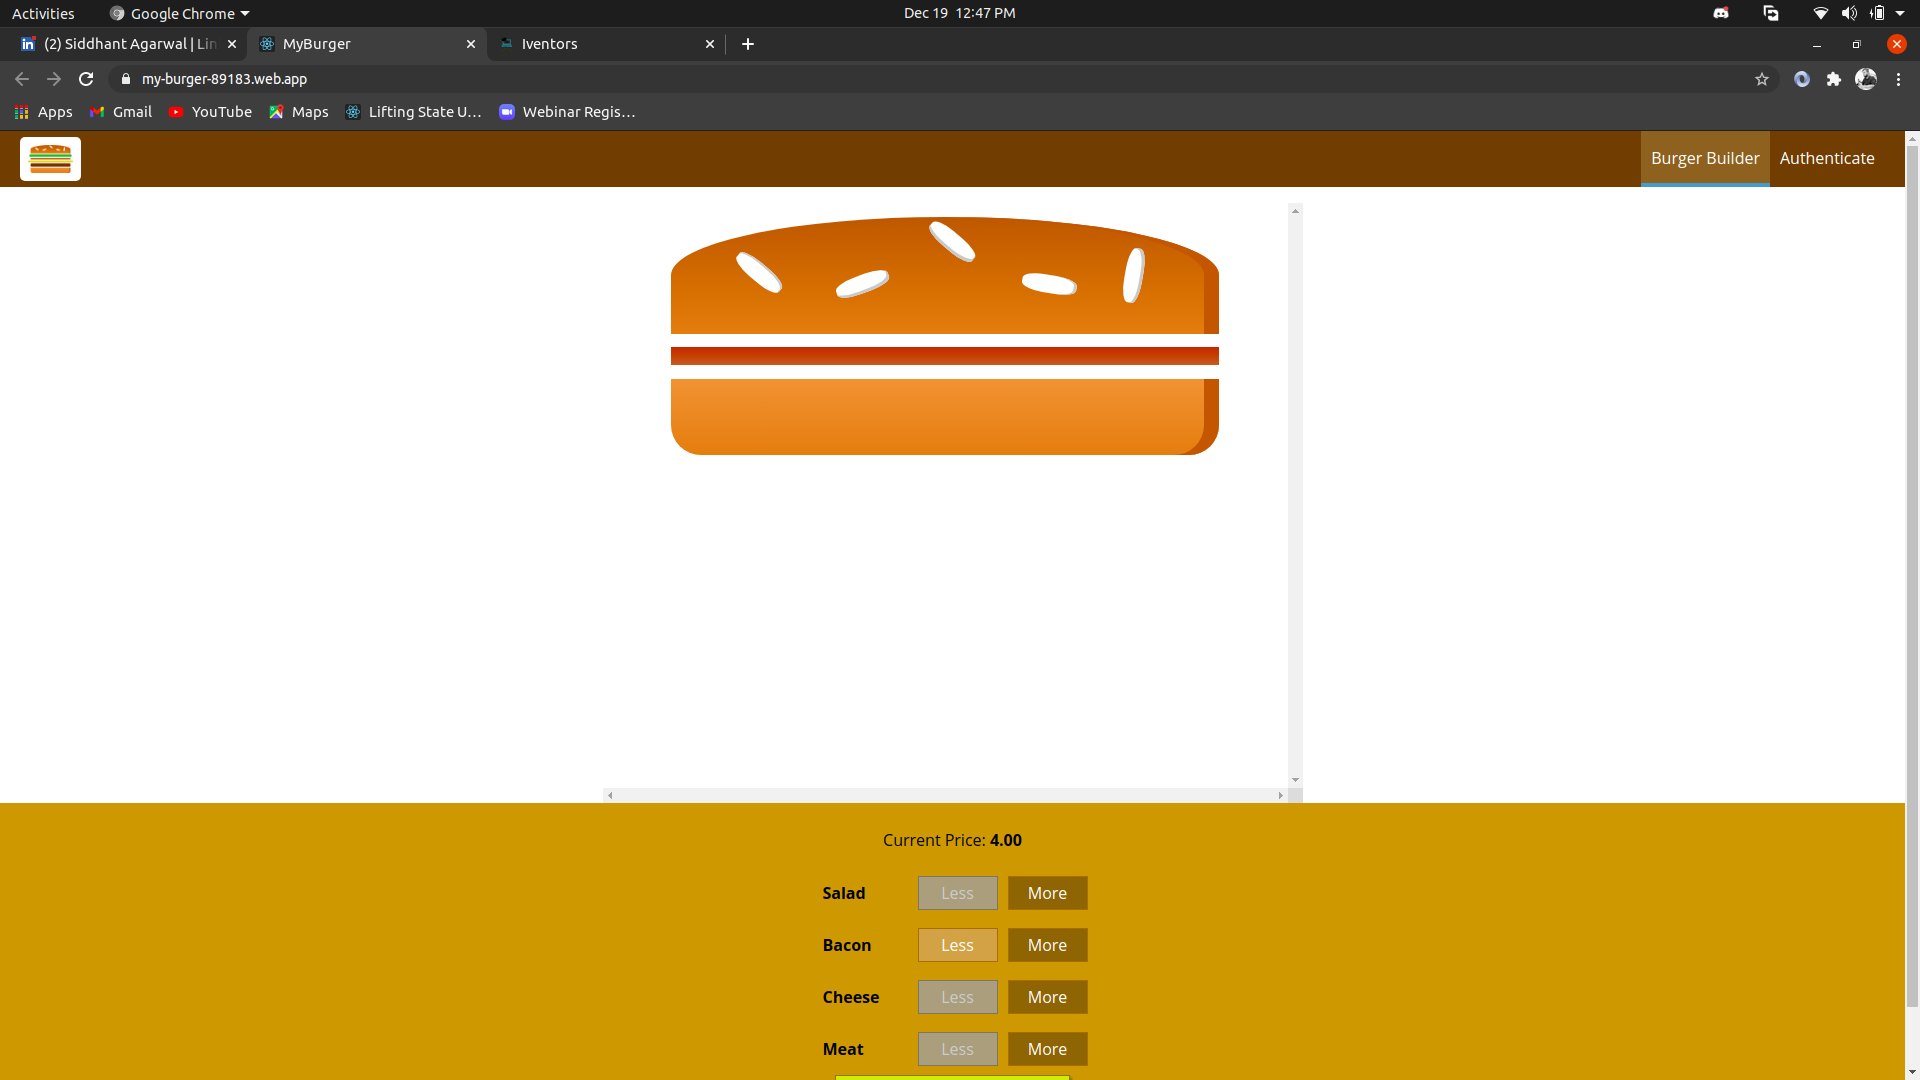 Activities Google Chrome Dec 19 12:47 PM
(2) Siddhant Agarwal | Lin MyBurger Iventors
my-burger-89183.web.app
Apps Gmail YouTube Maps Lifting State U... Webinar Regis...
Burger Builder Authenticate
Current Price: 4.00
Salad Less More
Bacon Less More
Cheese Less More
Meat Less More